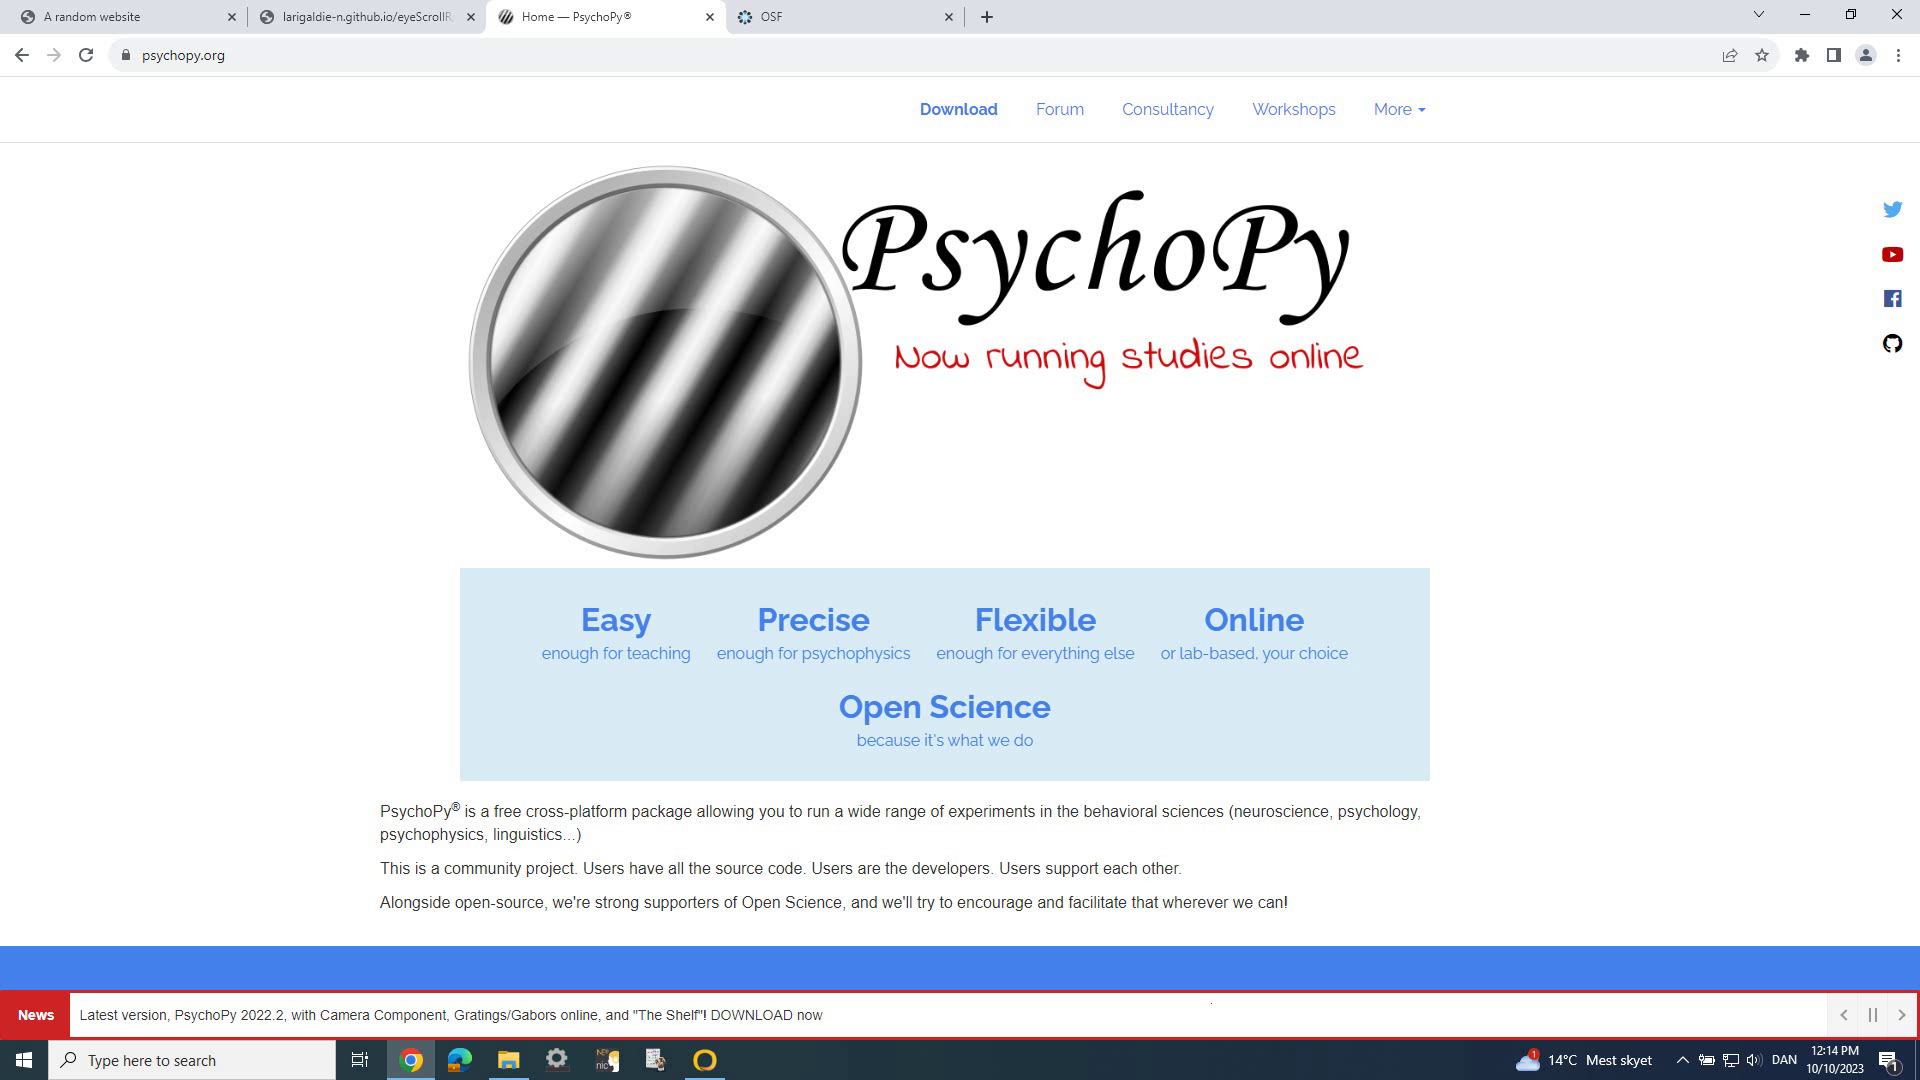 A random website
larigaldie-n.github.io/eyeScrollR
Home — PsychoPy®
OSF
psychopy.org
Download Forum Consultancy Workshops More
PsychoPy
Now running studies online
Easy Precise Flexible Online
enough for teaching enough for psychophysics enough for everything else or lab-based, your choice
Open Science
because it's what we do
PsychoPy® is a free cross-platform package allowing you to run a wide range of experiments in the behavioral sciences (neuroscience, psychology,
psychophysics, linguistics...)
This is a community project. Users have all the source code. Users are the developers. Users support each other.
Alongside open-source, we're strong supporters of Open Science, and we'll try to encourage and facilitate that wherever we can!
News Latest version, PsychoPy 2022.2, with Camera Component, Gratings/Gabors online, and "The Shelf"! DOWNLOAD now
Type here to search
1
14°C Mest skyet
DAN
12:14 PM
10/10/2023
1